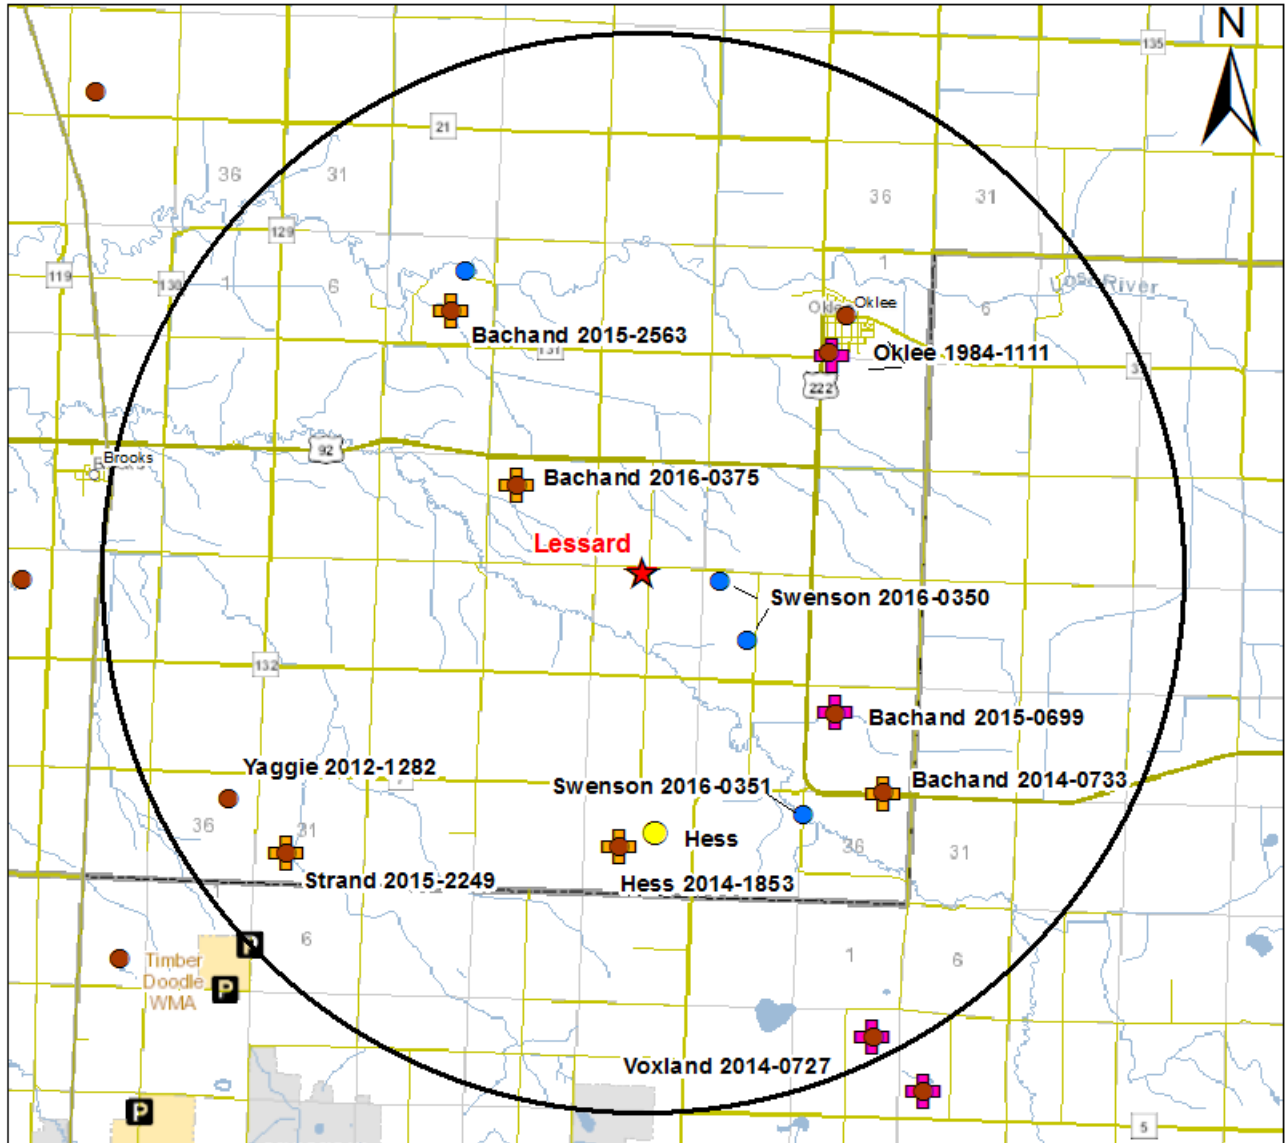 N
135
21
36
31
36
31
129
119
130
1
6
1
6
Lost River
Oklee
Bachand 2015-2563
131
Oklee 1984-1111
222
92
Brooks
Bachand 2016-0375
Lessard
Swenson 2016-0350
132
Bachand 2015-0699
Yaggie 2012-1282
Swenson 2016-0351
Bachand 2014-0733
36
31
Hess
36
31
Strand 2015-2249
Hess 2014-1853
6
P
1
6
Timber
Doodle
WMA
P
Voxland 2014-0727
P
5